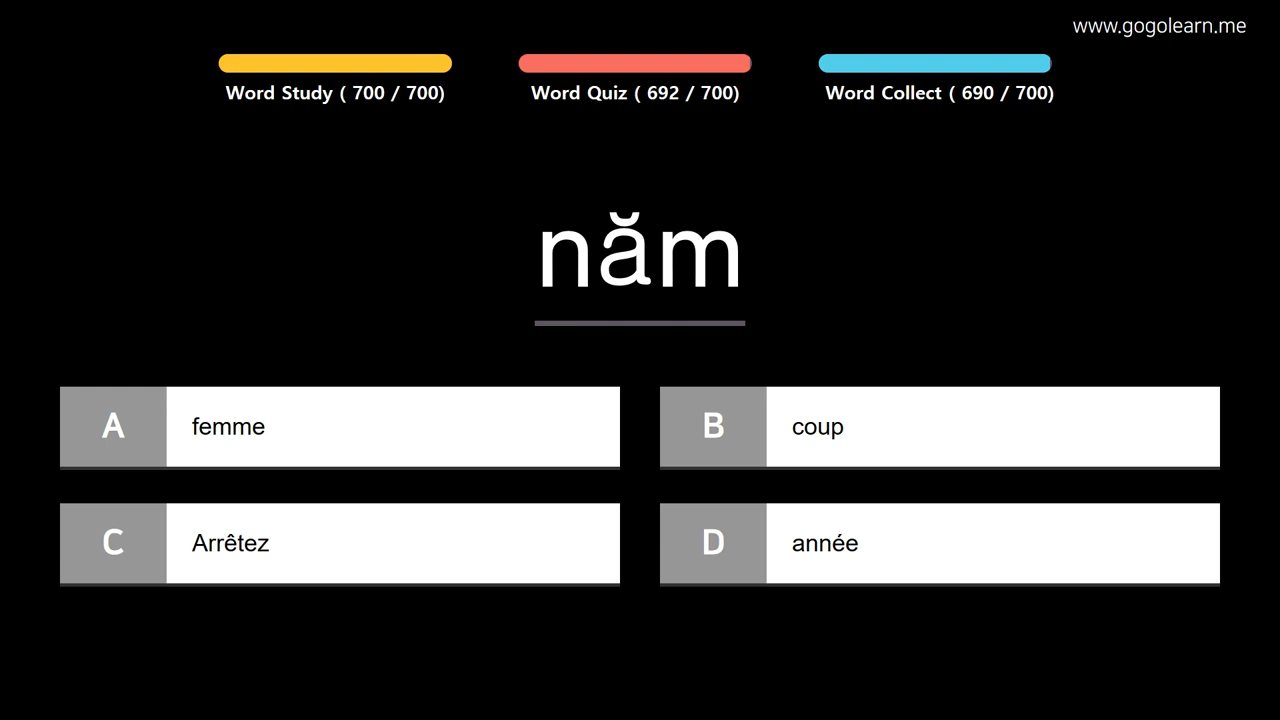 www.gogolearn.me
Word Study ( 700 / 700)
Word Quiz ( 692 / 700)
Word Collect ( 690 / 700)
năm
A femme
B coup
C Arrêtez
D année